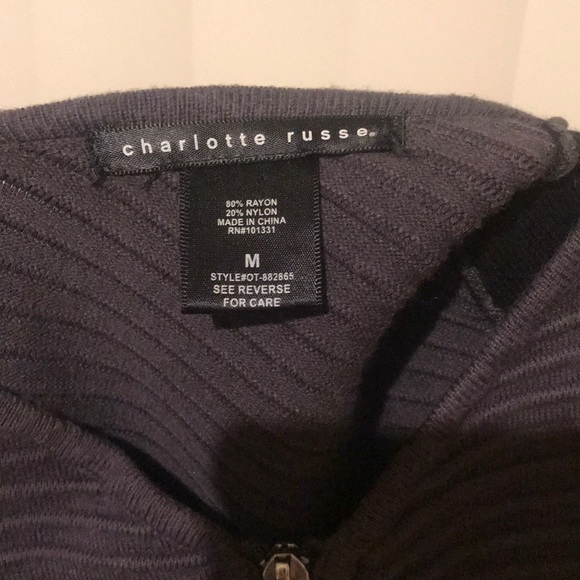 charlotte russe
80% RAYON
20% NYLON
MADE IN CHINA
RN#101331
M
STYLE#OT-882865
SEE REVERSE
FOR CARE